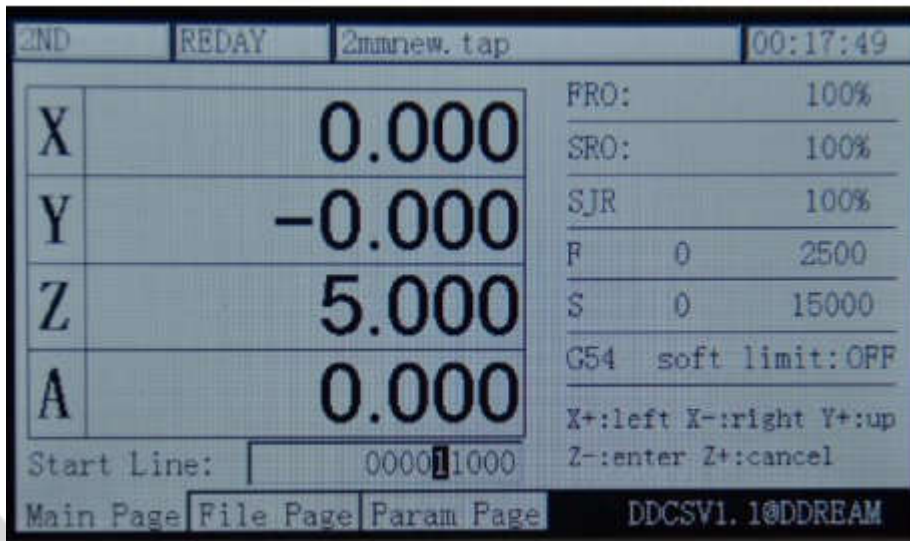 2ND REDAY 2mmnew.tap 00:17:49
X 0.000
Y -0.000
Z 5.000
A 0.000
FRO: 100%
SRO: 100%
SJR 100%
F 0 2500
S 0 15000
G54 soft limit:OFF
X+:left X-:right Y+:up
Z-:enter Z+:cancel
Start Line: 000011000
Main Page File Page Param Page DDCSV1.1@DDREAM